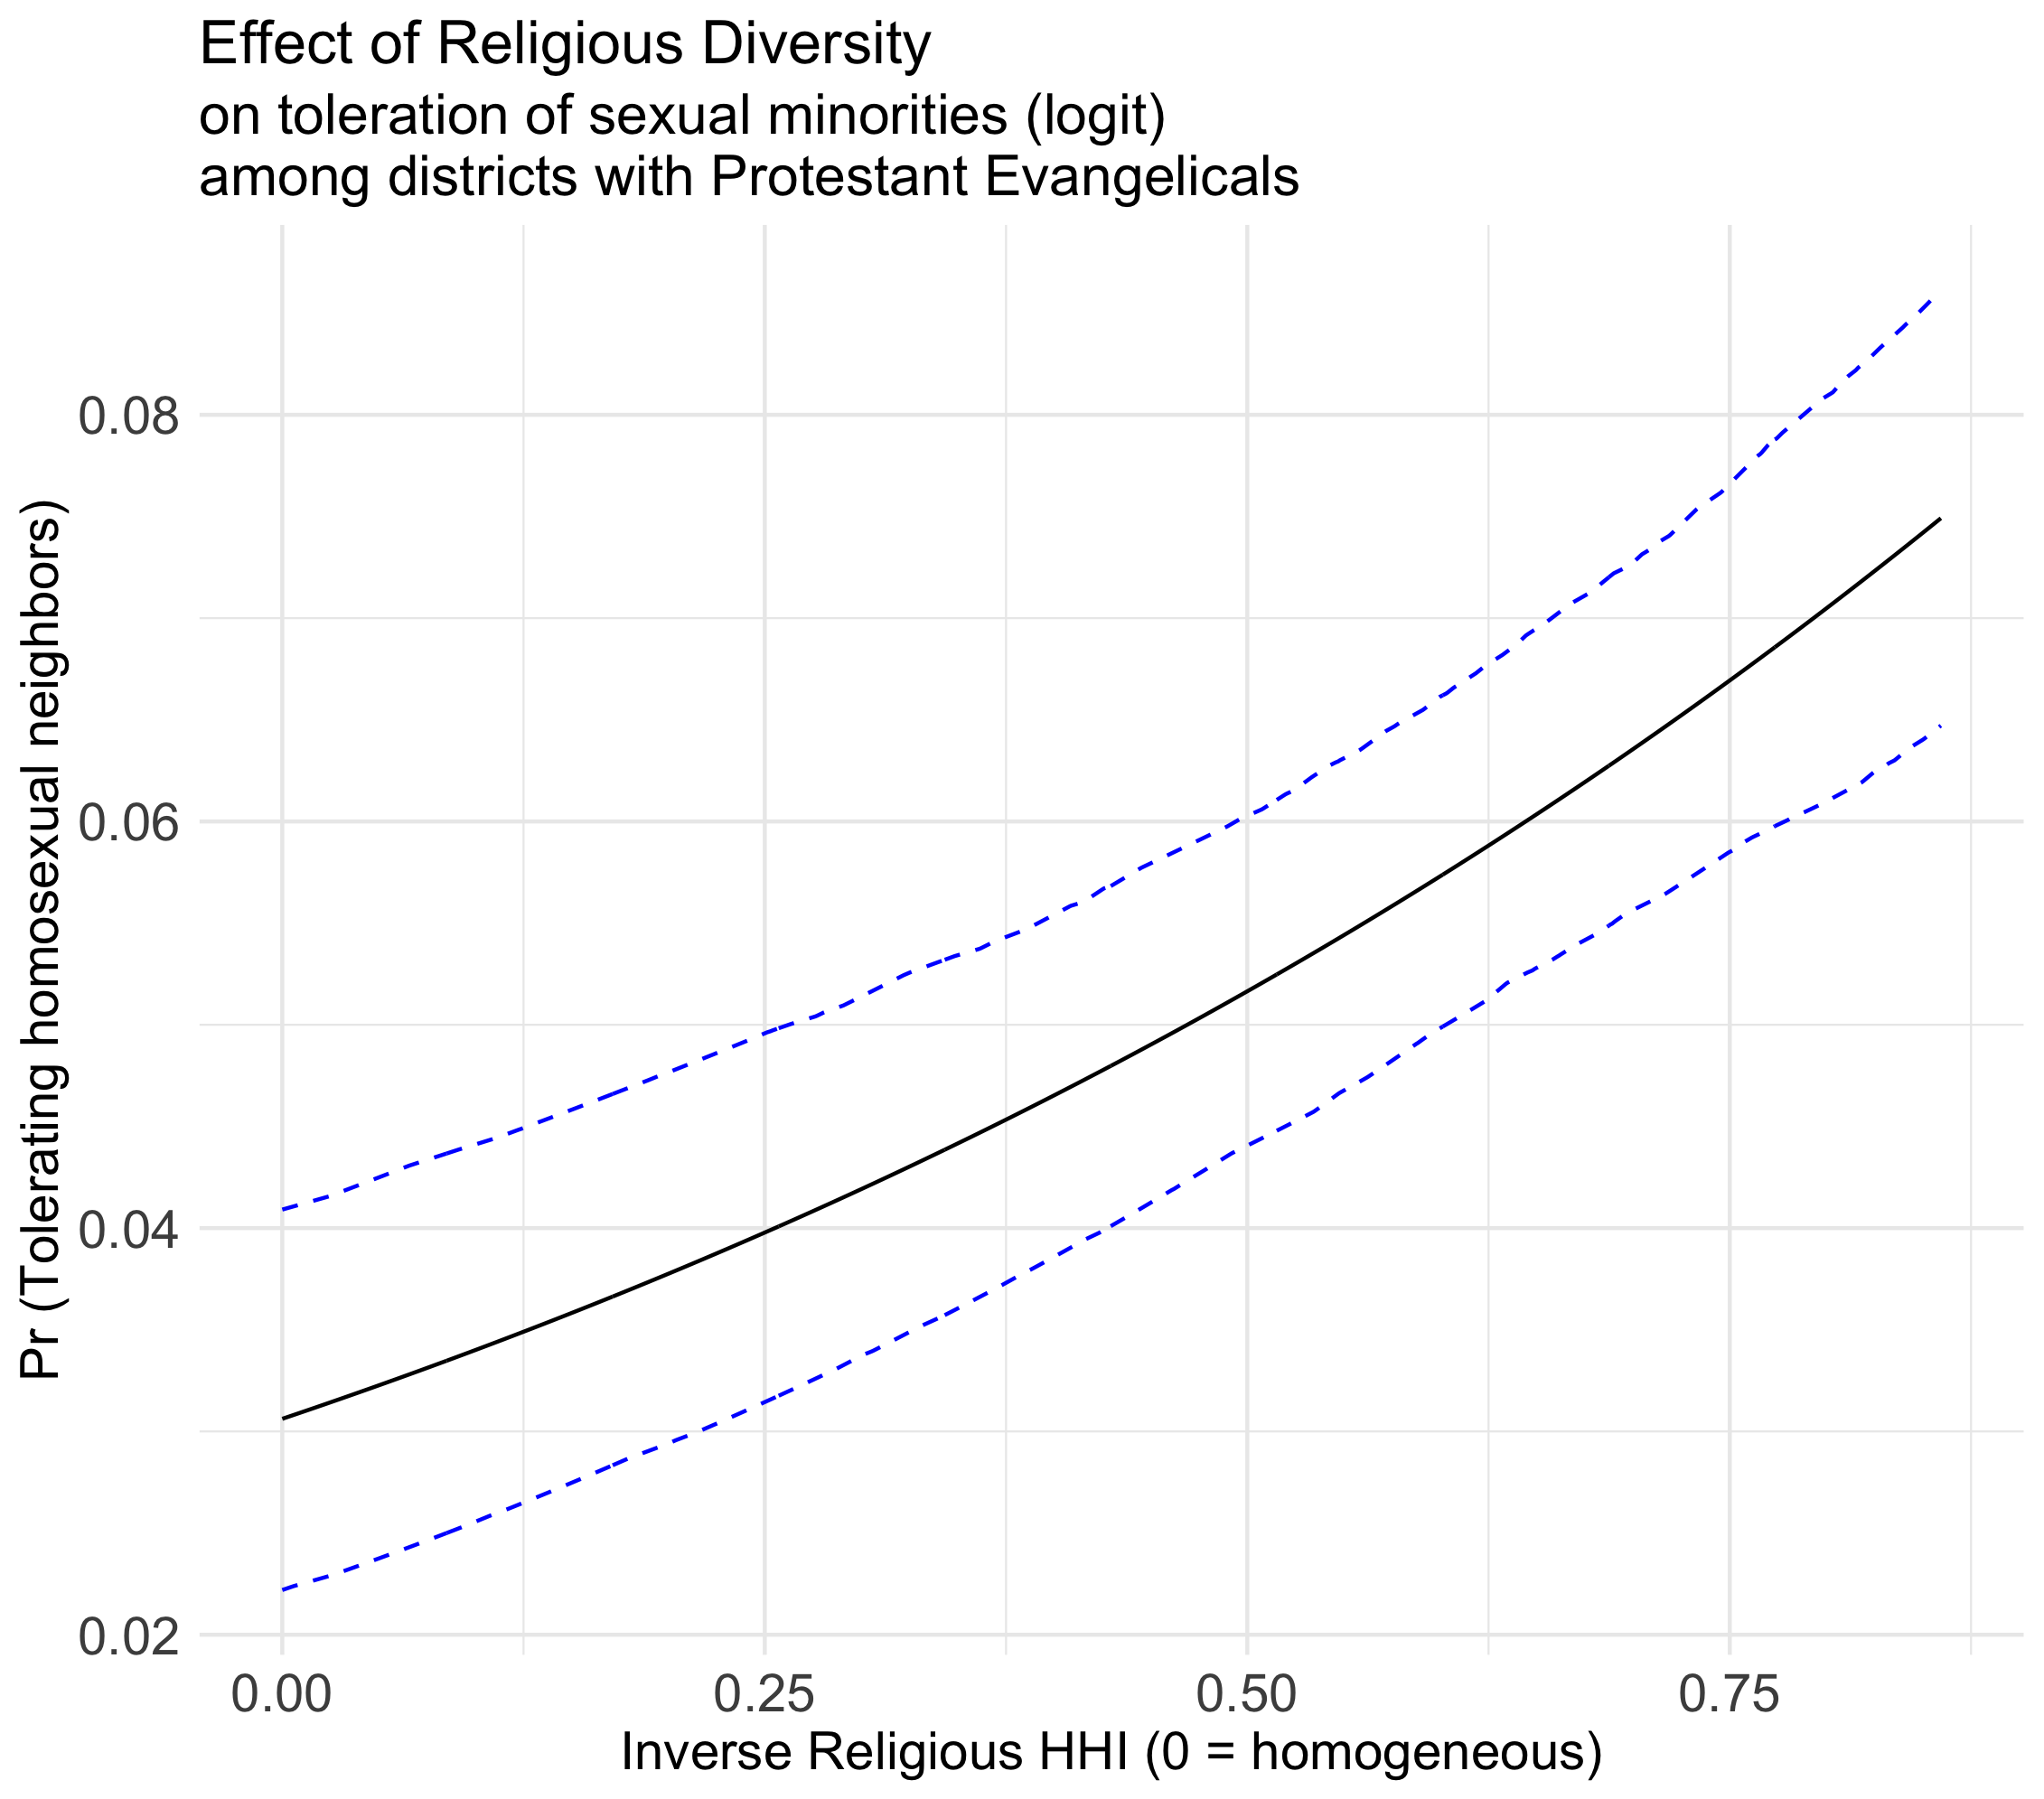 Effect of Religious Diversity
on toleration of sexual minorities (logit)
among districts with Protestant Evangelicals
Pr (Tolerating homosexual neighbors)
0.08
0.06
0.04
0.02
0.00 0.25 0.50 0.75
Inverse Religious HHI (0 = homogeneous)